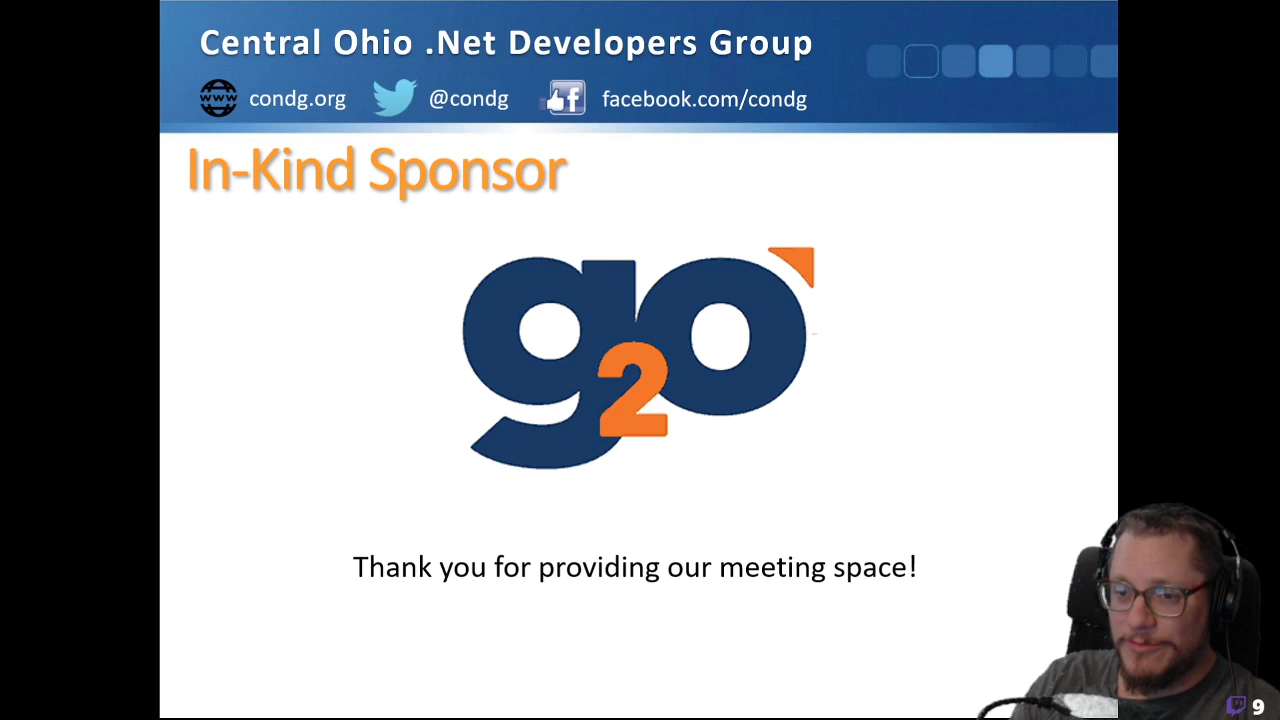 Central Ohio .Net Developers Group
www condg.org @condg f facebook.com/condg
In-Kind Sponsor
g2o
Thank you for providing our meeting space!
9